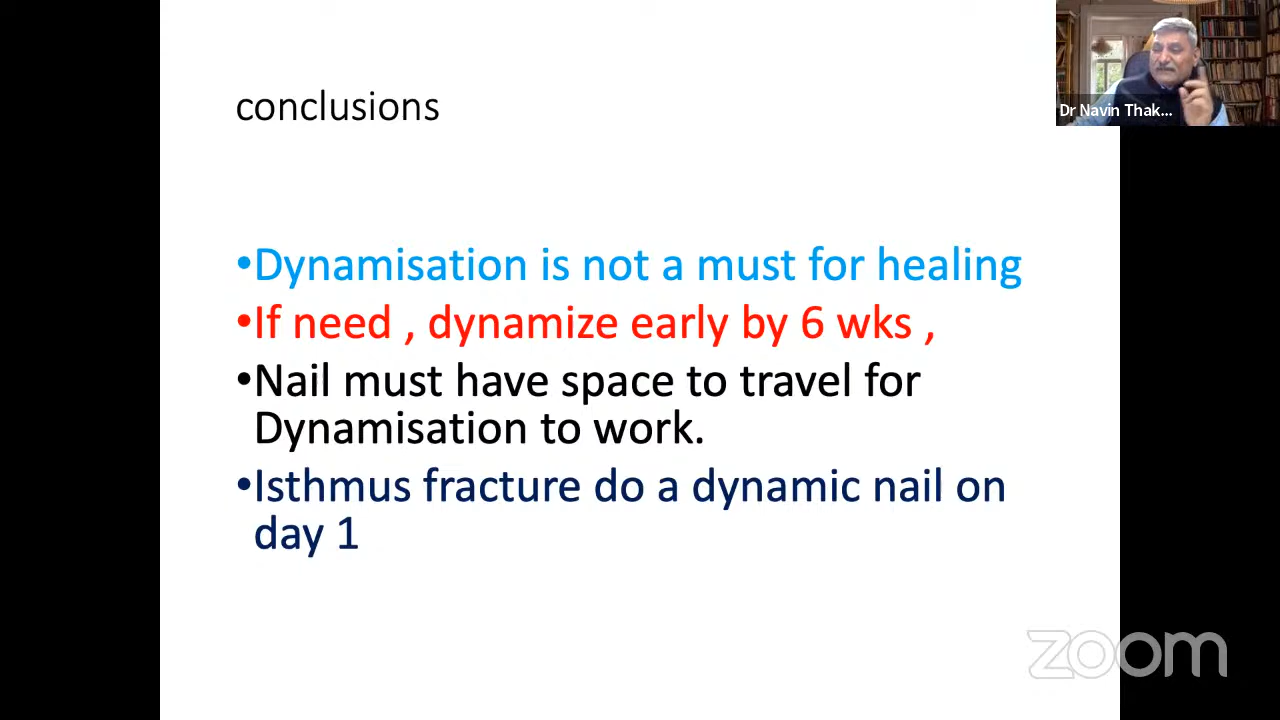 conclusions
Dr Navin Thak...
•Dynamisation is not a must for healing
•If need , dynamize early by 6 wks ,
•Nail must have space to travel for
Dynamisation to work.
•Isthmus fracture do a dynamic nail on
day 1
zoom